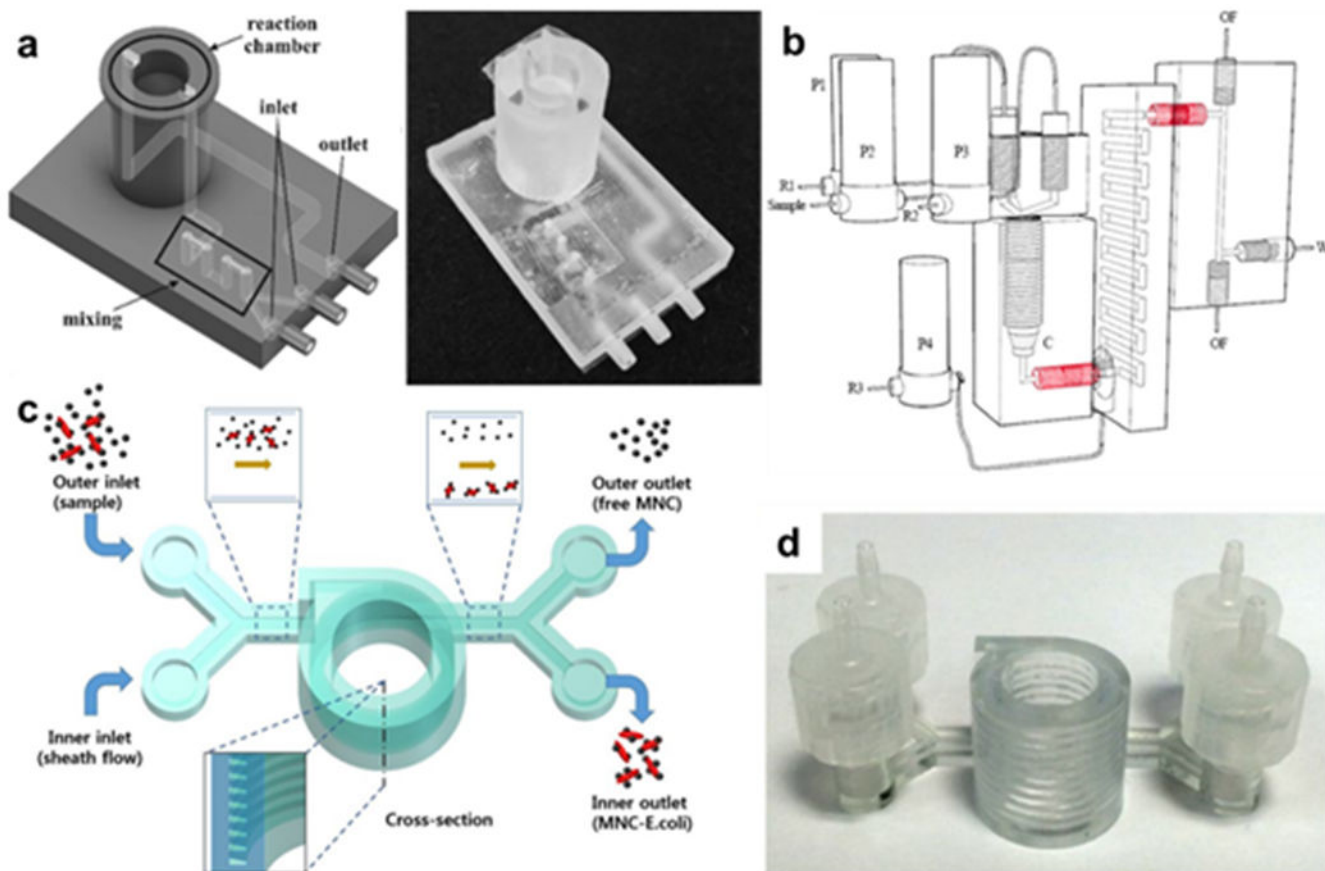 a
reaction
chamber
inlet
outlet
mixing
b
OF
P1
P2
P3
R1
Sample
R2
W
P4
C
R3
OF
c
Outer inlet
(sample)
Outer outlet
(free MNC)
Inner inlet
(sheath flow)
Cross-section
Inner outlet
(MNC-E.coli)
d